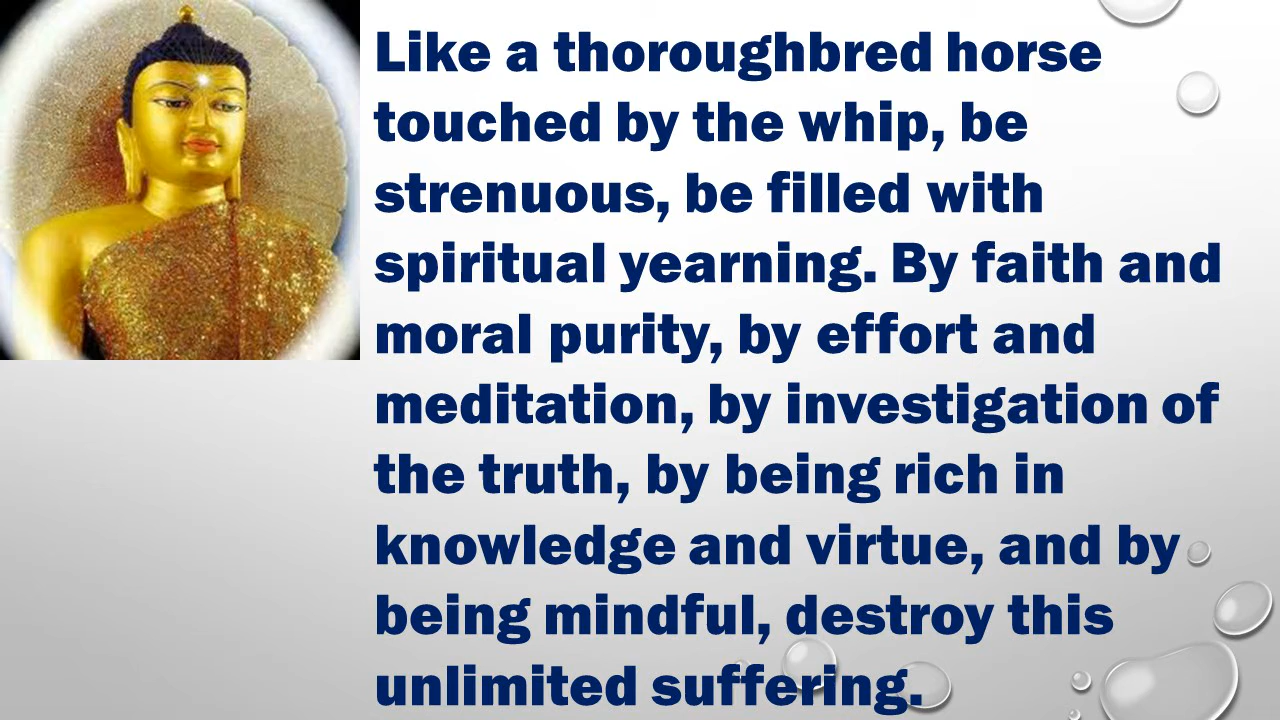 Like a thoroughbred horse
touched by the whip, be
strenuous, be filled with
spiritual yearning. By faith and
moral purity, by effort and
meditation, by investigation of
the truth, by being rich in
knowledge and virtue, and by
being mindful, destroy this
unlimited suffering.